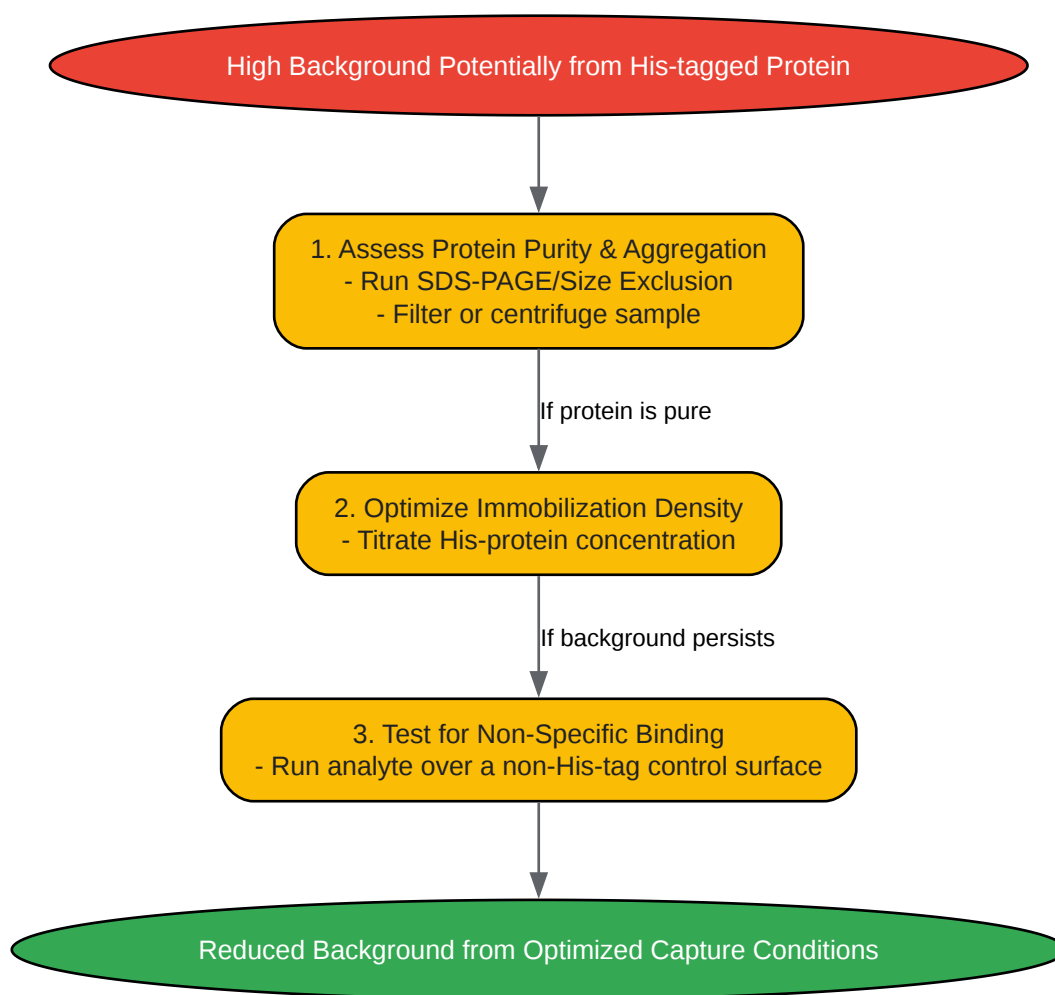 High Background Potentially from His-tagged Protein
1. Assess Protein Purity & Aggregation
- Run SDS-PAGE/Size Exclusion
- Filter or centrifuge sample
If protein is pure
2. Optimize Immobilization Density
- Titrate His-protein concentration
If background persists
3. Test for Non-Specific Binding
- Run analyte over a non-His-tag control surface
Reduced Background from Optimized Capture Conditions